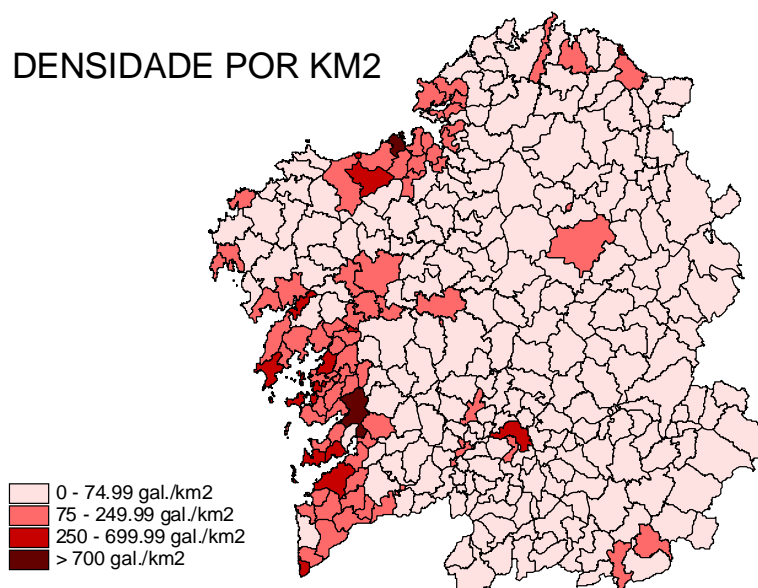 DENSIDADE POR KM2
0 - 74.99 gal./km2
75 - 249.99 gal./km2
250 - 699.99 gal./km2
> 700 gal./km2